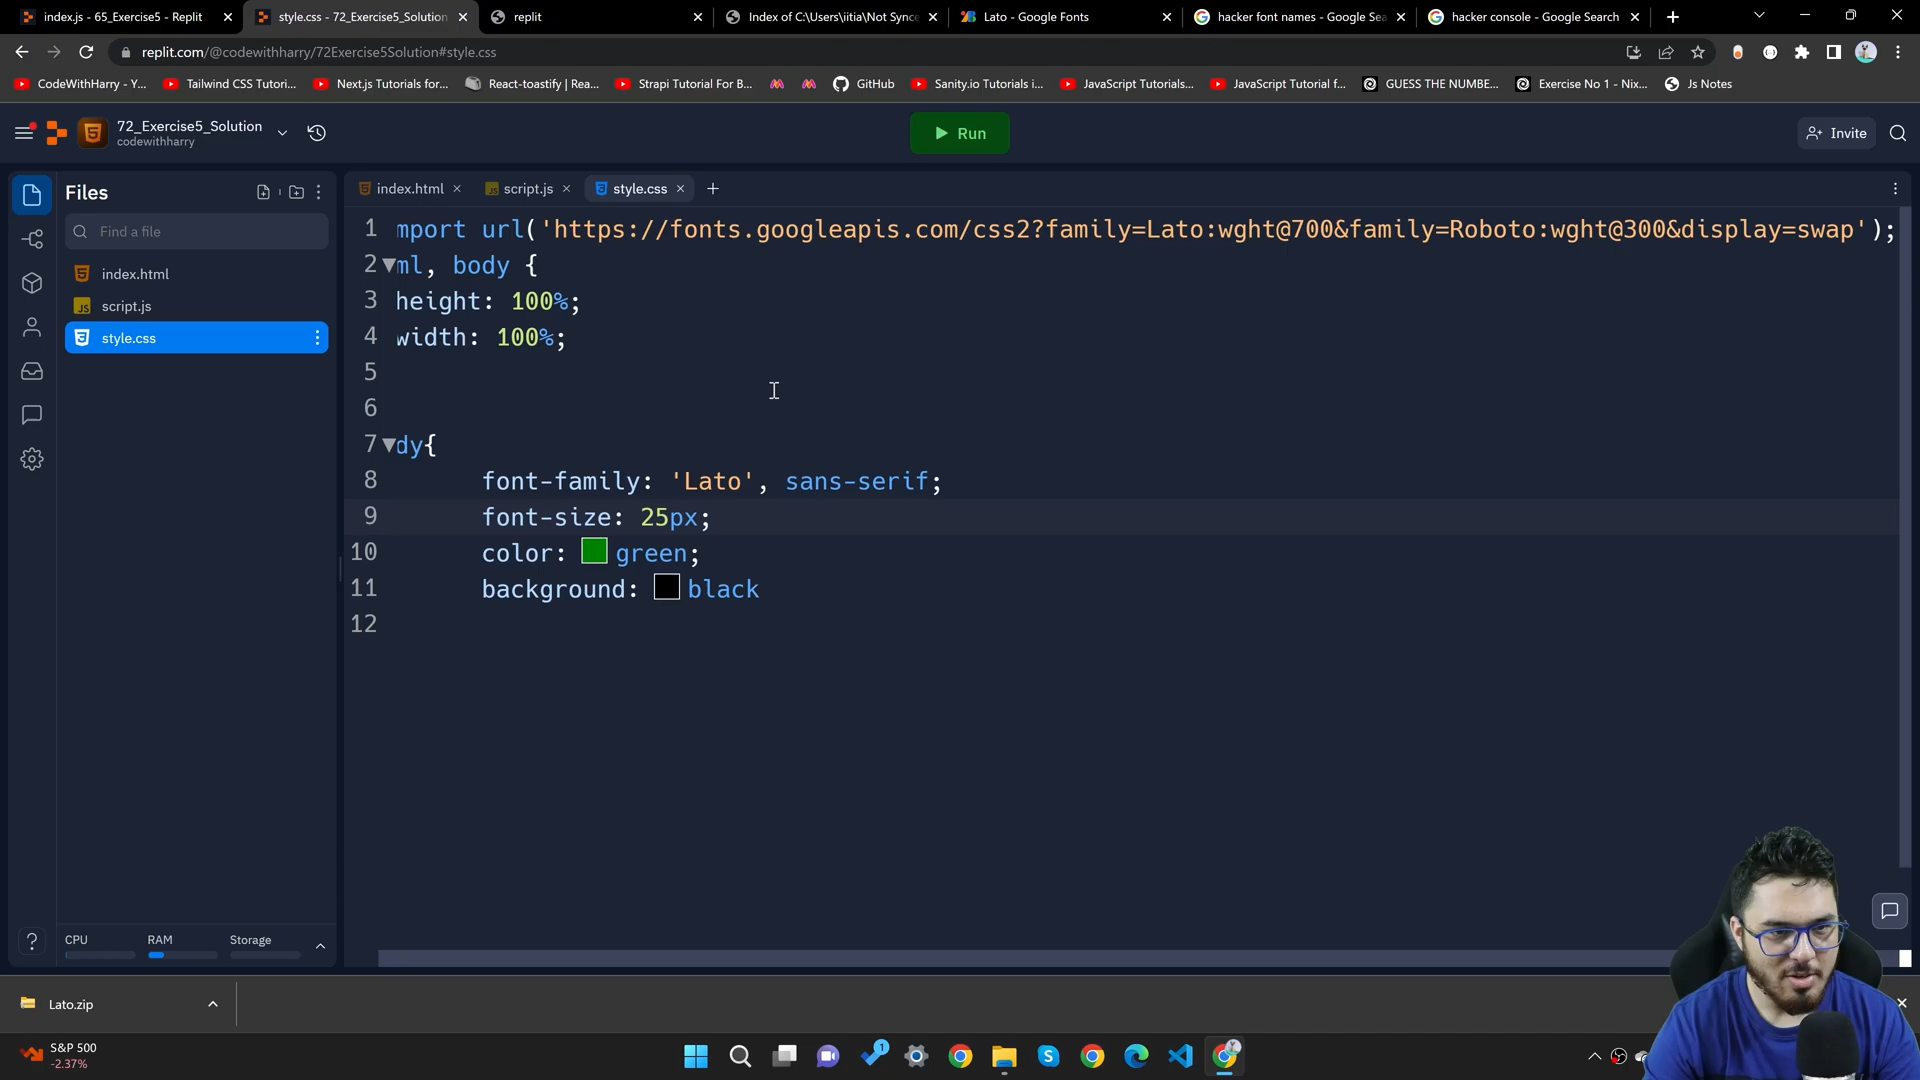 index.js - 65_Exercise5 - Replit
style.css - 72_Exercise5_Solution
replit
Index of C:\Users\iitia\Not Synce
Lato - Google Fonts
hacker font names - Google Sea
hacker console - Google Search
replit.com/@codewithharry/72Exercise5Solution#style.css
CodeWithHarry - Y...
Tailwind CSS Tutori...
Next.js Tutorials for...
React-toastify | Rea...
Strapi Tutorial For B...
GitHub
Sanity.io Tutorials i...
JavaScript Tutorials...
JavaScript Tutorial f...
GUESS THE NUMBE...
Exercise No 1 - Nix...
Js Notes
72_Exercise5_Solution
codewithharry
Run
Invite
Files
Find a file
index.html
script.js
style.css
index.html
script.js
style.css
1 mport url('https://fonts.googleapis.com/css2?family=Lato:wght@700&family=Roboto:wght@300&display=swap');
2 ml, body {
3 height: 100%;
4 width: 100%;
5
6
7 dy{
8 font-family: 'Lato', sans-serif;
9 font-size: 25px;
10 color: green;
11 background: black
12
CPU
RAM
Storage
Lato.zip
S&P 500
-2.37%
1